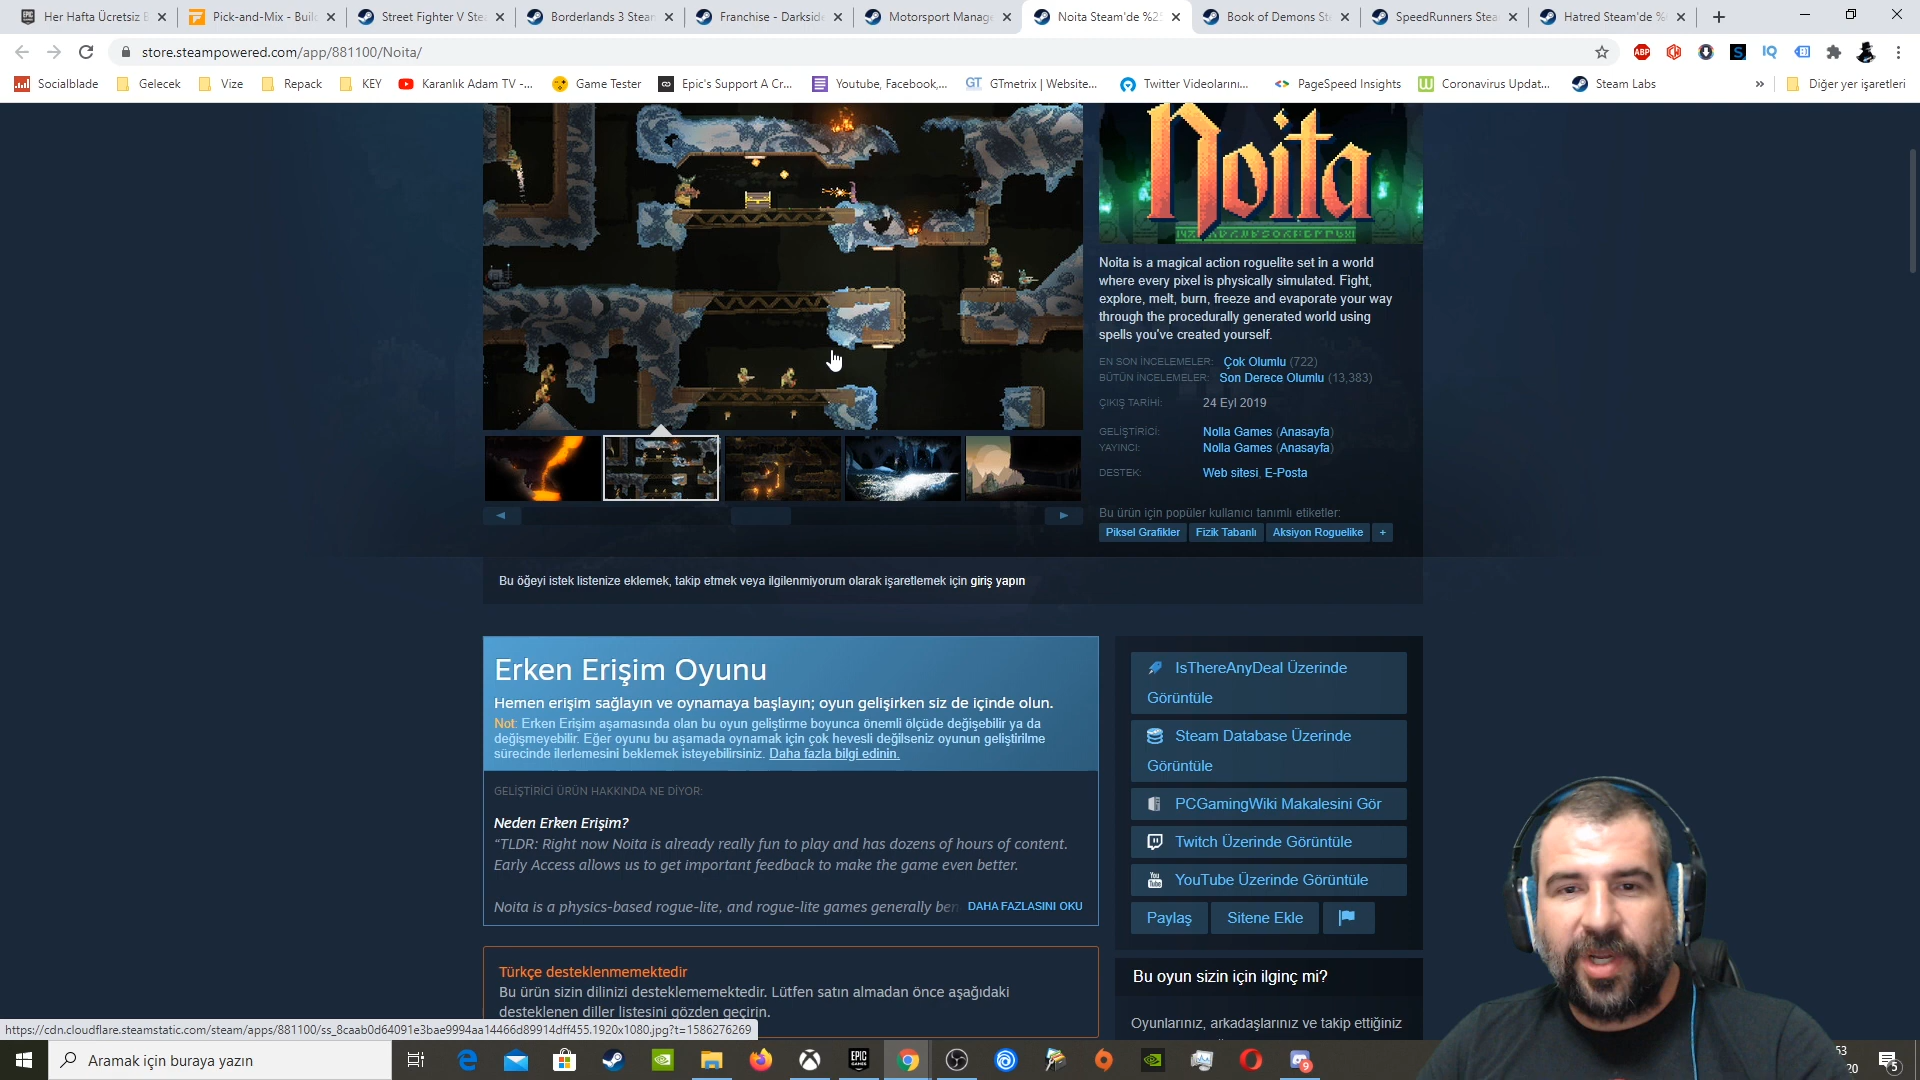 Her Hafta Ücretsiz E
Pick-and-Mix - Buil
Street Fighter V Ste
Borderlands 3 Stean
Franchise - Darkside
Motorsport Manage
Noita Steam'de %2
Book of Demons St
SpeedRunners Stea
Hatred Steam'de %
store.steampowered.com/app/881100/Noita/
Socialblade
Gelecek
Vize
Repack
KEY
Karanlık Adam TV -...
Game Tester
Epic's Support A Cr...
Youtube, Facebook,...
GT GTmetrix | Website...
Twitter Videolarını...
PageSpeed Insights
Coronavirus Updat...
Steam Labs
»
Diğer yer işaretleri
Noita
Noita is a magical action roguelite set in a world
where every pixel is physically simulated. Fight,
explore, melt, burn, freeze and evaporate your way
through the procedurally generated world using
spells you've created yourself.
EN SON İNCELEMELER: Çok Olumlu (722)
BÜTÜN İNCELEMELER: Son Derece Olumlu (13,383)
ÇIKIŞ TARİHİ: 24 Eyl 2019
GELİŞTİRİCİ: Nolla Games (Anasayfa)
YAYINCI: Nolla Games (Anasayfa)
DESTEK: Web sitesi, E-Posta
Bu ürün için popüler kullanıcı tanımlı etiketler:
Piksel Grafikler Fizik Tabanlı Aksiyon Roguelike +
Bu öğeyi istek listenize eklemek, takip etmek veya ilgilenmiyorum olarak işaretlemek için giriş yapın
Erken Erişim Oyunu
Hemen erişim sağlayın ve oynamaya başlayın; oyun gelişirken siz de içinde olun.
Not: Erken Erişim aşamasında olan bu oyun geliştirme boyunca önemli ölçüde değişebilir ya da
değişmeyebilir. Eğer oyunu bu aşamada oynamak için çok hevesli değilseniz oyunun geliştirilme
sürecinde ilerlemesini beklemek isteyebilirsiniz. Daha fazla bilgi edinin.
GELİŞTİRİCİ ÜRÜN HAKKINDA NE DİYOR:
Neden Erken Erişim?
“TLDR: Right now Noita is already really fun to play and has dozens of hours of content.
Early Access allows us to get important feedback to make the game even better.
Noita is a physics-based rogue-lite, and rogue-lite games generally ben DAHA FAZLASINI OKU
Türkçe desteklenmemektedir
Bu ürün sizin dilinizi desteklememektedir. Lütfen satın almadan önce aşağıdaki
desteklenen diller listesini gözden geçirin.
IsThereAnyDeal Üzerinde
Görüntüle
Steam Database Üzerinde
Görüntüle
PCGamingWiki Makalesini Gör
Twitch Üzerinde Görüntüle
YouTube Üzerinde Görüntüle
Paylaş Sitene Ekle
Bu oyun sizin için ilginç mi?
Oyunlarınız, arkadaşlarınız ve takip ettiğiniz
https://cdn.cloudflare.steamstatic.com/steam/apps/881100/ss_8caab0d64091e3bae9994aa14466d89914dff455.1920x1080.jpg?t=1586276269
Aramak için buraya yazın
EPIC GAMES
9
53
20
5